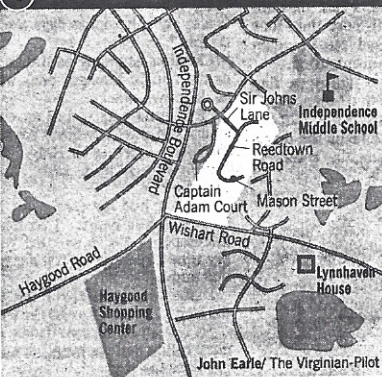 Independence Boulevard
Sir Johns
Lane
Independence
Middle School
Reedtown
Road
Captain
Adam Court
Mason Street
Wishart Road
Haygood Road
Haygood
Shopping
Center
Lynnhaven
House
John Earle/ The Virginian-Pilot